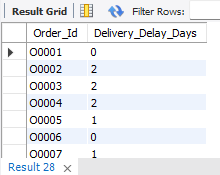 Result Grid Filter Rows:
Order_Id Delivery_Delay_Days
O0001 0
O0002 2
O0003 2
O0004 2
O0005 1
O0006 0
O0007 1
Result 28 ×